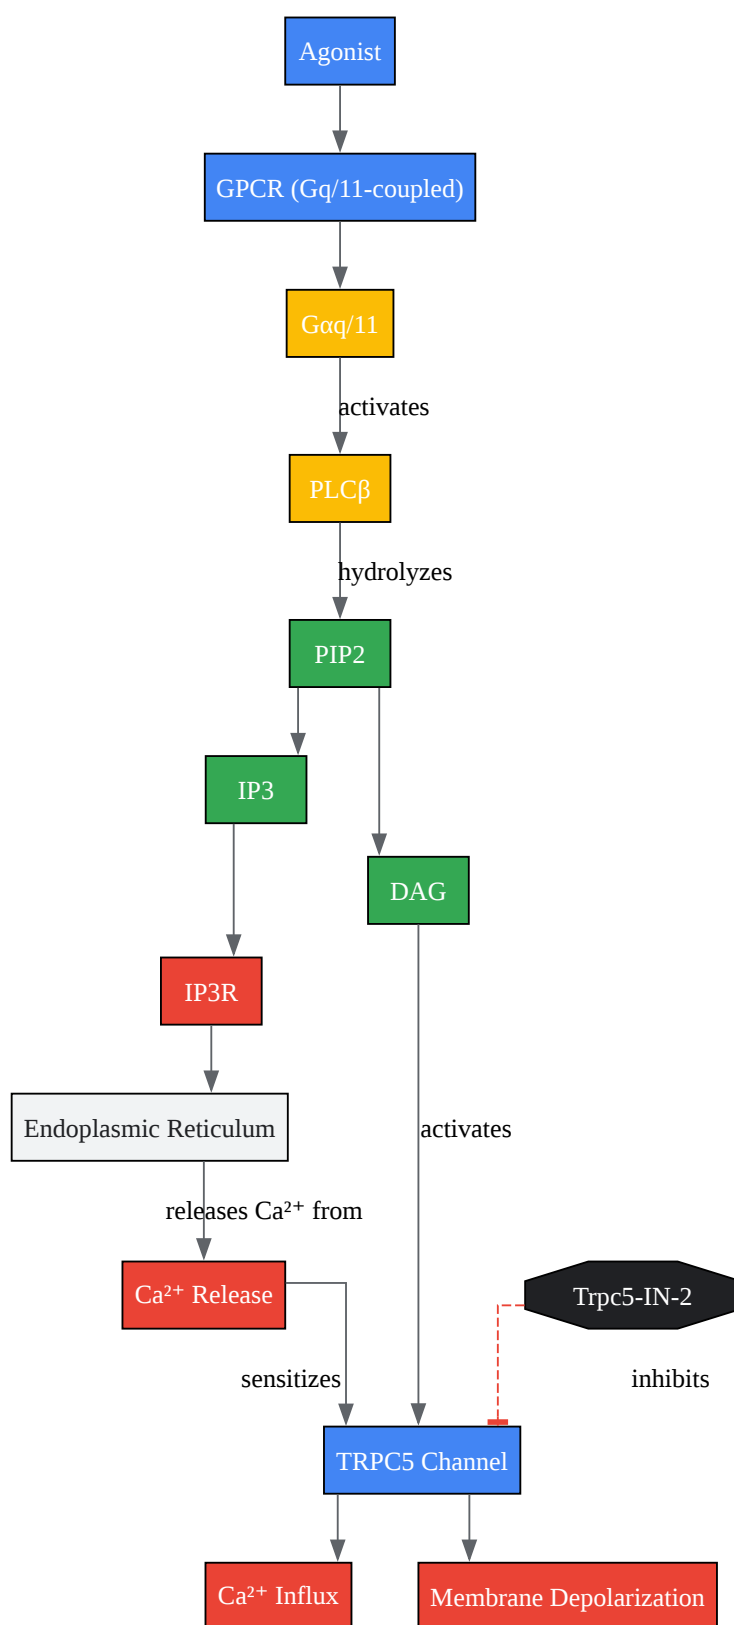 Agonist
GPCR (Gq/11-coupled)
Gαq/11
activates
PLCβ
hydrolyzes
PIP2
IP3
DAG
IP3R
Endoplasmic Reticulum
activates
releases Ca²⁺ from
Ca²⁺ Release
Trpc5-IN-2
sensitizes
inhibits
TRPC5 Channel
Ca²⁺ Influx
Membrane Depolarization